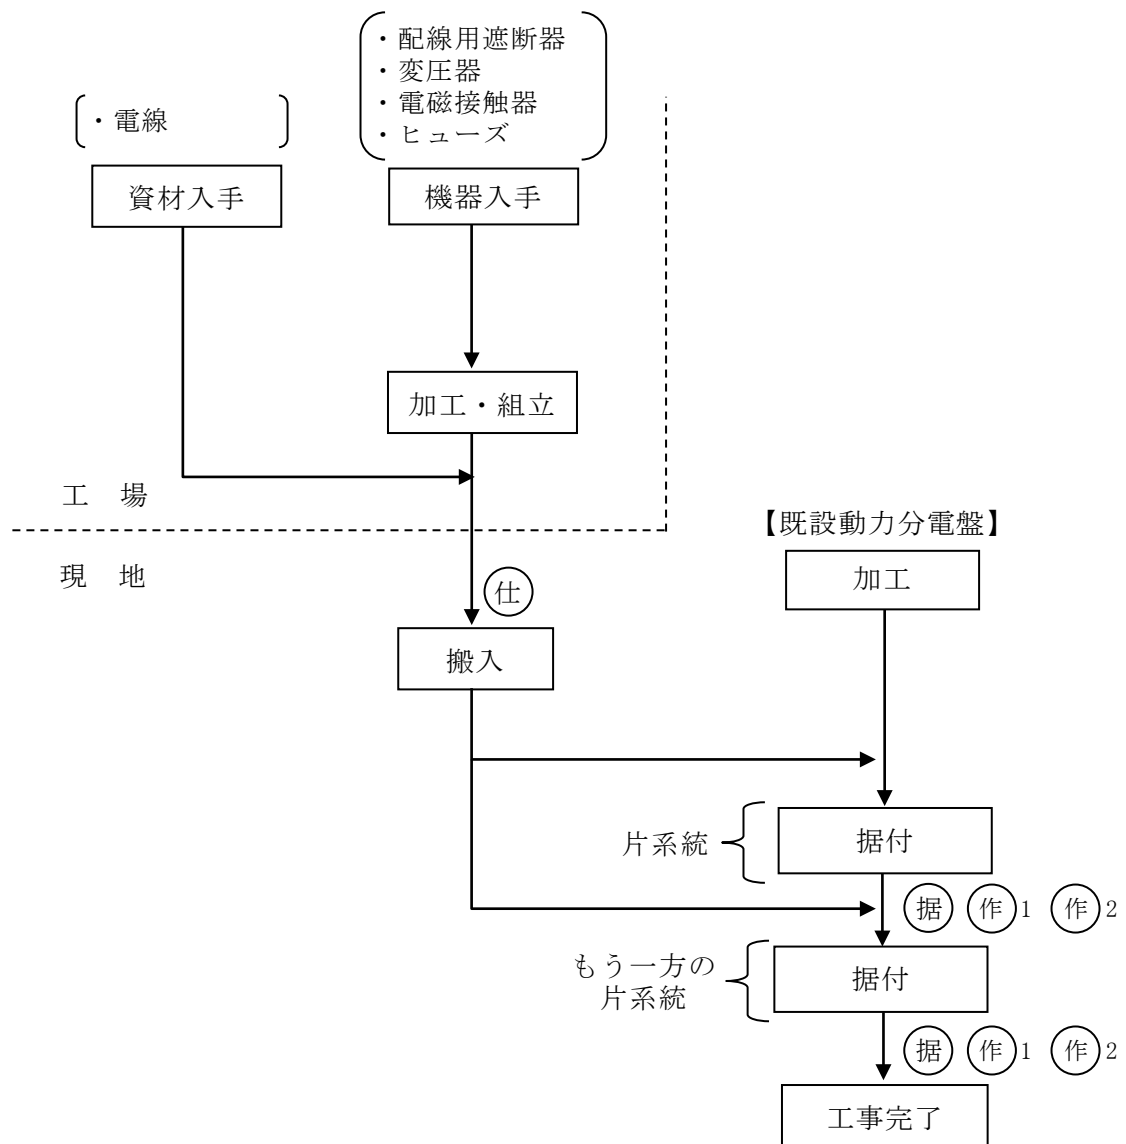 ・配線用遮断器
・変圧器
・電磁接触器
・ヒューズ
・電線
資材入手
機器入手
加工・組立
工 場
現 地
【既設動力分電盤】
加工
仕
搬入
片系統
据付
据 作1 作2
もう一方の
片系統
据付
据 作1 作2
工事完了